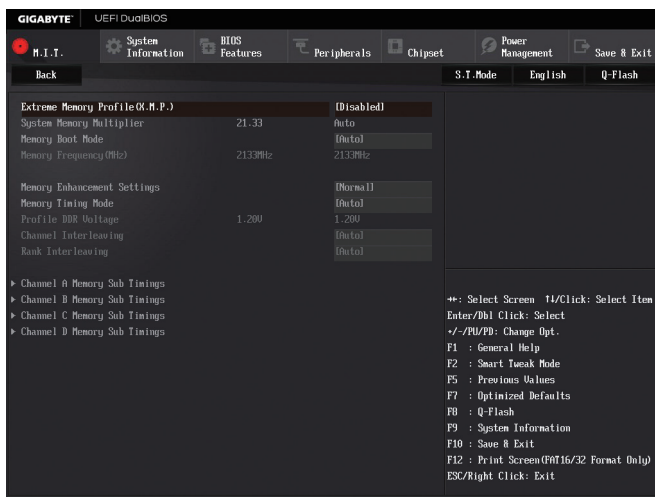 GIGABYTE™ UEFI DualBIOS
M.I.T. System Information BIOS Features Peripherals Chipset Power Management Save & Exit
Back S.T.Mode English Q-Flash
Extreme Memory Profile(X.M.P.) [Disabled]
System Memory Multiplier 21.33 Auto
Memory Boot Mode [Auto]
Memory Frequency(MHz) 2133MHz 2133MHz
Memory Enhancement Settings [Normal]
Memory Timing Mode [Auto]
Profile DDR Voltage 1.20V 1.20V
Channel Interleaving [Auto]
Rank Interleaving [Auto]
Channel A Memory Sub Timings
Channel B Memory Sub Timings
Channel C Memory Sub Timings
Channel D Memory Sub Timings
→←: Select Screen ↑↓/Click: Select Item
Enter/Dbl Click: Select
+/-/PU/PD: Change Opt.
F1 : General Help
F2 : Smart Tweak Mode
F5 : Previous Values
F7 : Optimized Defaults
F8 : Q-Flash
F9 : System Information
F10 : Save & Exit
F12 : Print Screen(FAT16/32 Format Only)
ESC/Right Click: Exit